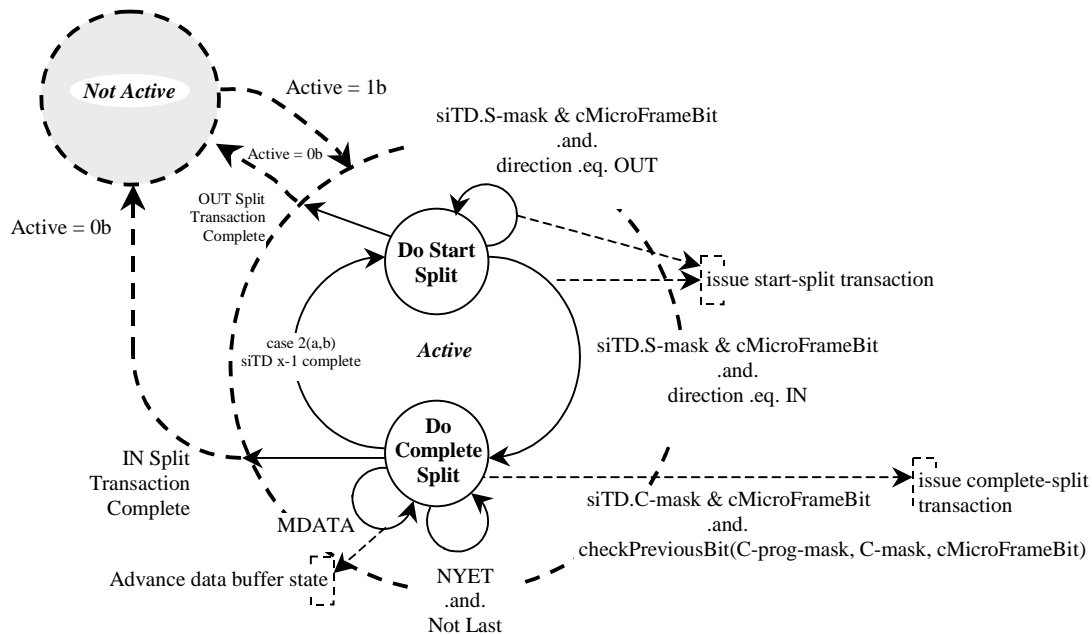 Not Active
Active = 1b
siTD.S-mask & cMicroFrameBit
.and.
direction .eq. OUT
Active = 0b
OUT Split
Transaction
Complete
Active = 0b
Do Start
Split
issue start-split transaction
case 2(a,b)
siTD x-1 complete
Active
siTD.S-mask & cMicroFrameBit
.and.
direction .eq. IN
Do
Complete
Split
IN Split
Transaction
Complete
issue complete-split
transaction
siTD.C-mask & cMicroFrameBit
.and.
checkPreviousBit(C-prog-mask, C-mask, cMicroFrameBit)
MDATA
Advance data buffer state
NYET
.and.
Not Last